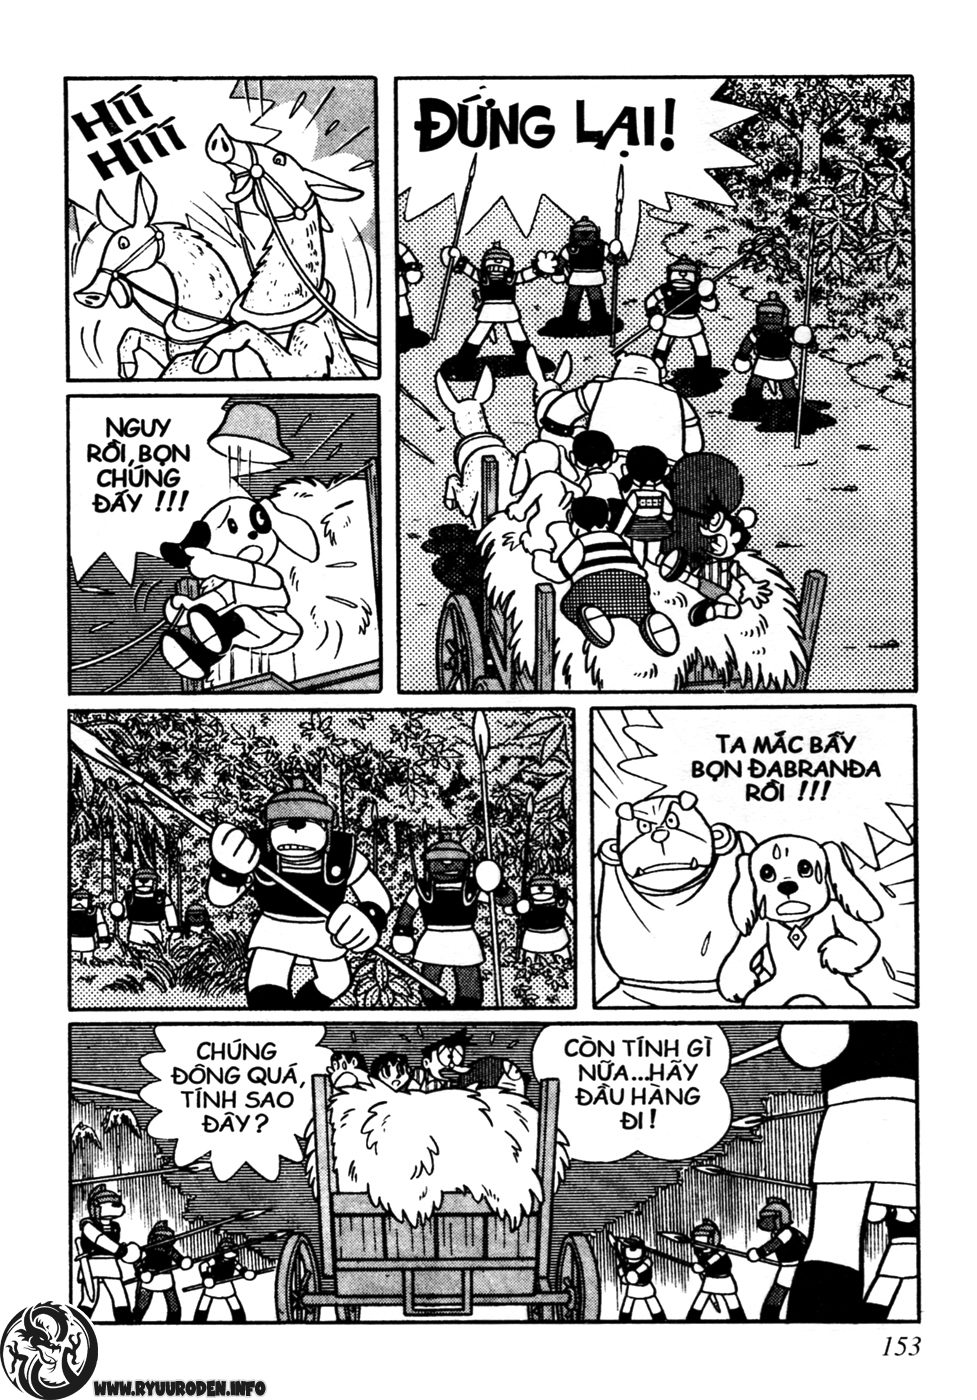 HÍÍ
HÍÍÍ
ĐỨNG LẠI!
NGUY
RỒI, BỌN
CHÚNG
ĐẤY !!!
TA MẮC BẪY
BỌN ĐABRANĐA
RỒI !!!
CHÚNG
ĐÔNG QUÁ,
TÍNH SAO
ĐÂY?
CÒN TÍNH GÌ
NỮA...HÃY
ĐẦU HÀNG
ĐI!
153
WWW.RYUURODEN.INFO